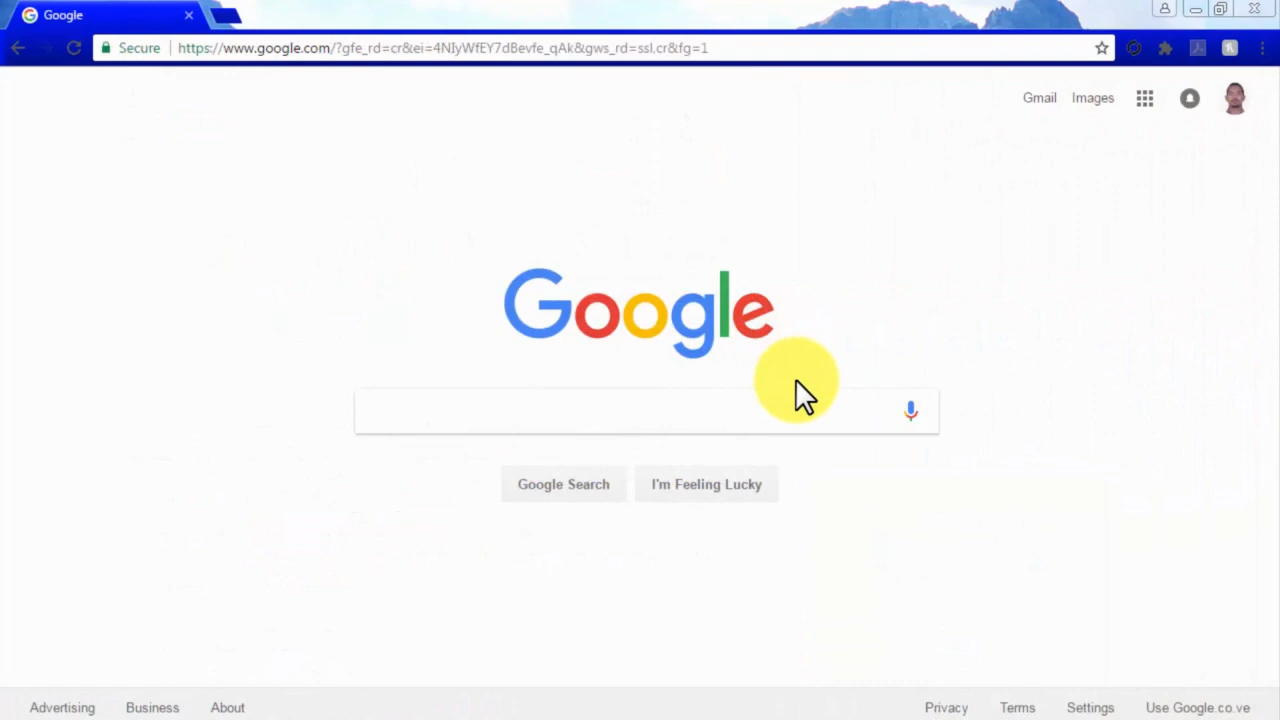 Google
Secure https://www.google.com/?gfe_rd=cr&ei=4NIyWfEY7dBevfe_qAk&gws_rd=ssl,cr&fg=1
Gmail Images
Google
Google Search I'm Feeling Lucky
Advertising Business About Privacy Terms Settings Use Google.co.ve